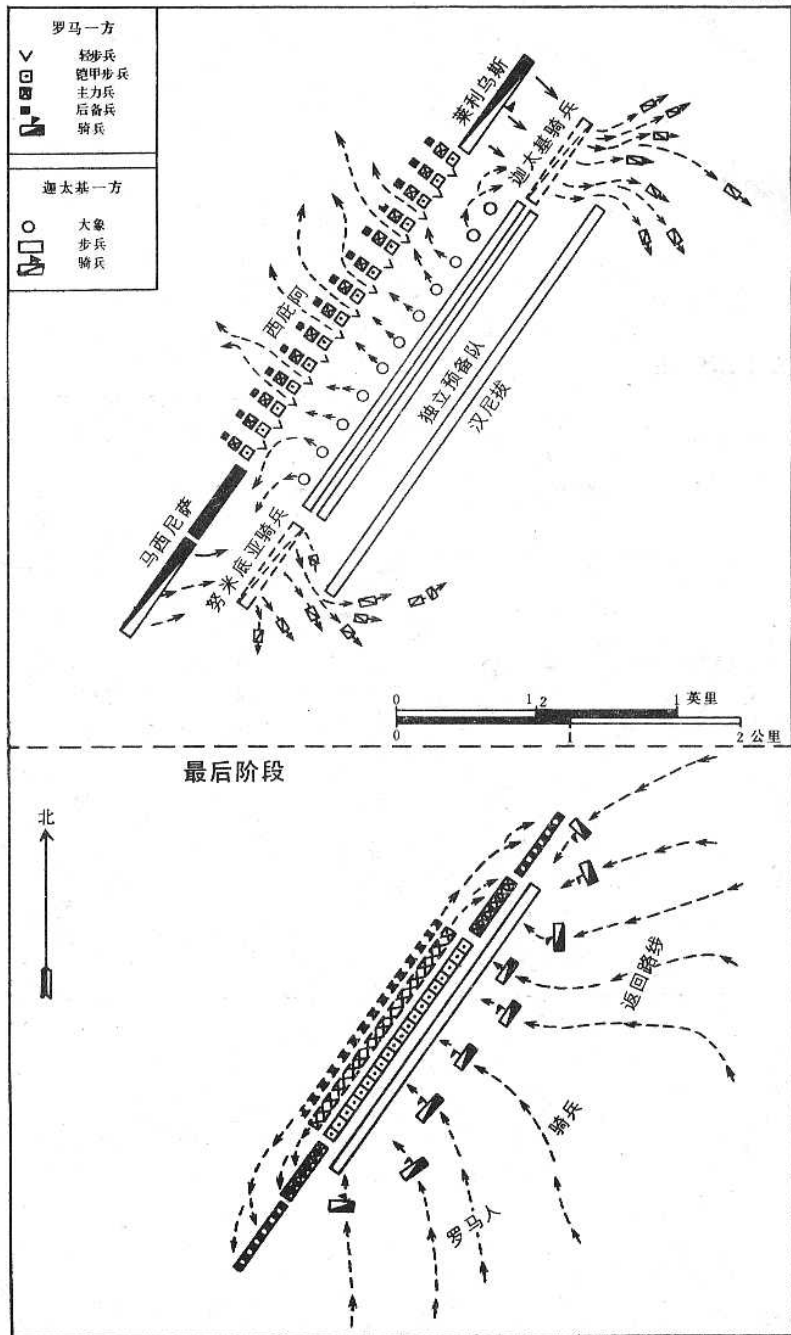 罗马一方
轻步兵
铠甲步兵
主力兵
后备兵
骑兵
迦太基一方
大象
步兵
骑兵
莱利乌斯
迦太基骑兵
西庇阿
独立预备队
汉尼拔
马西尼萨
努米底亚骑兵
0 1 2 1 英里
0 1 2 公里
最后阶段
北
返回路线
骑兵
罗马人